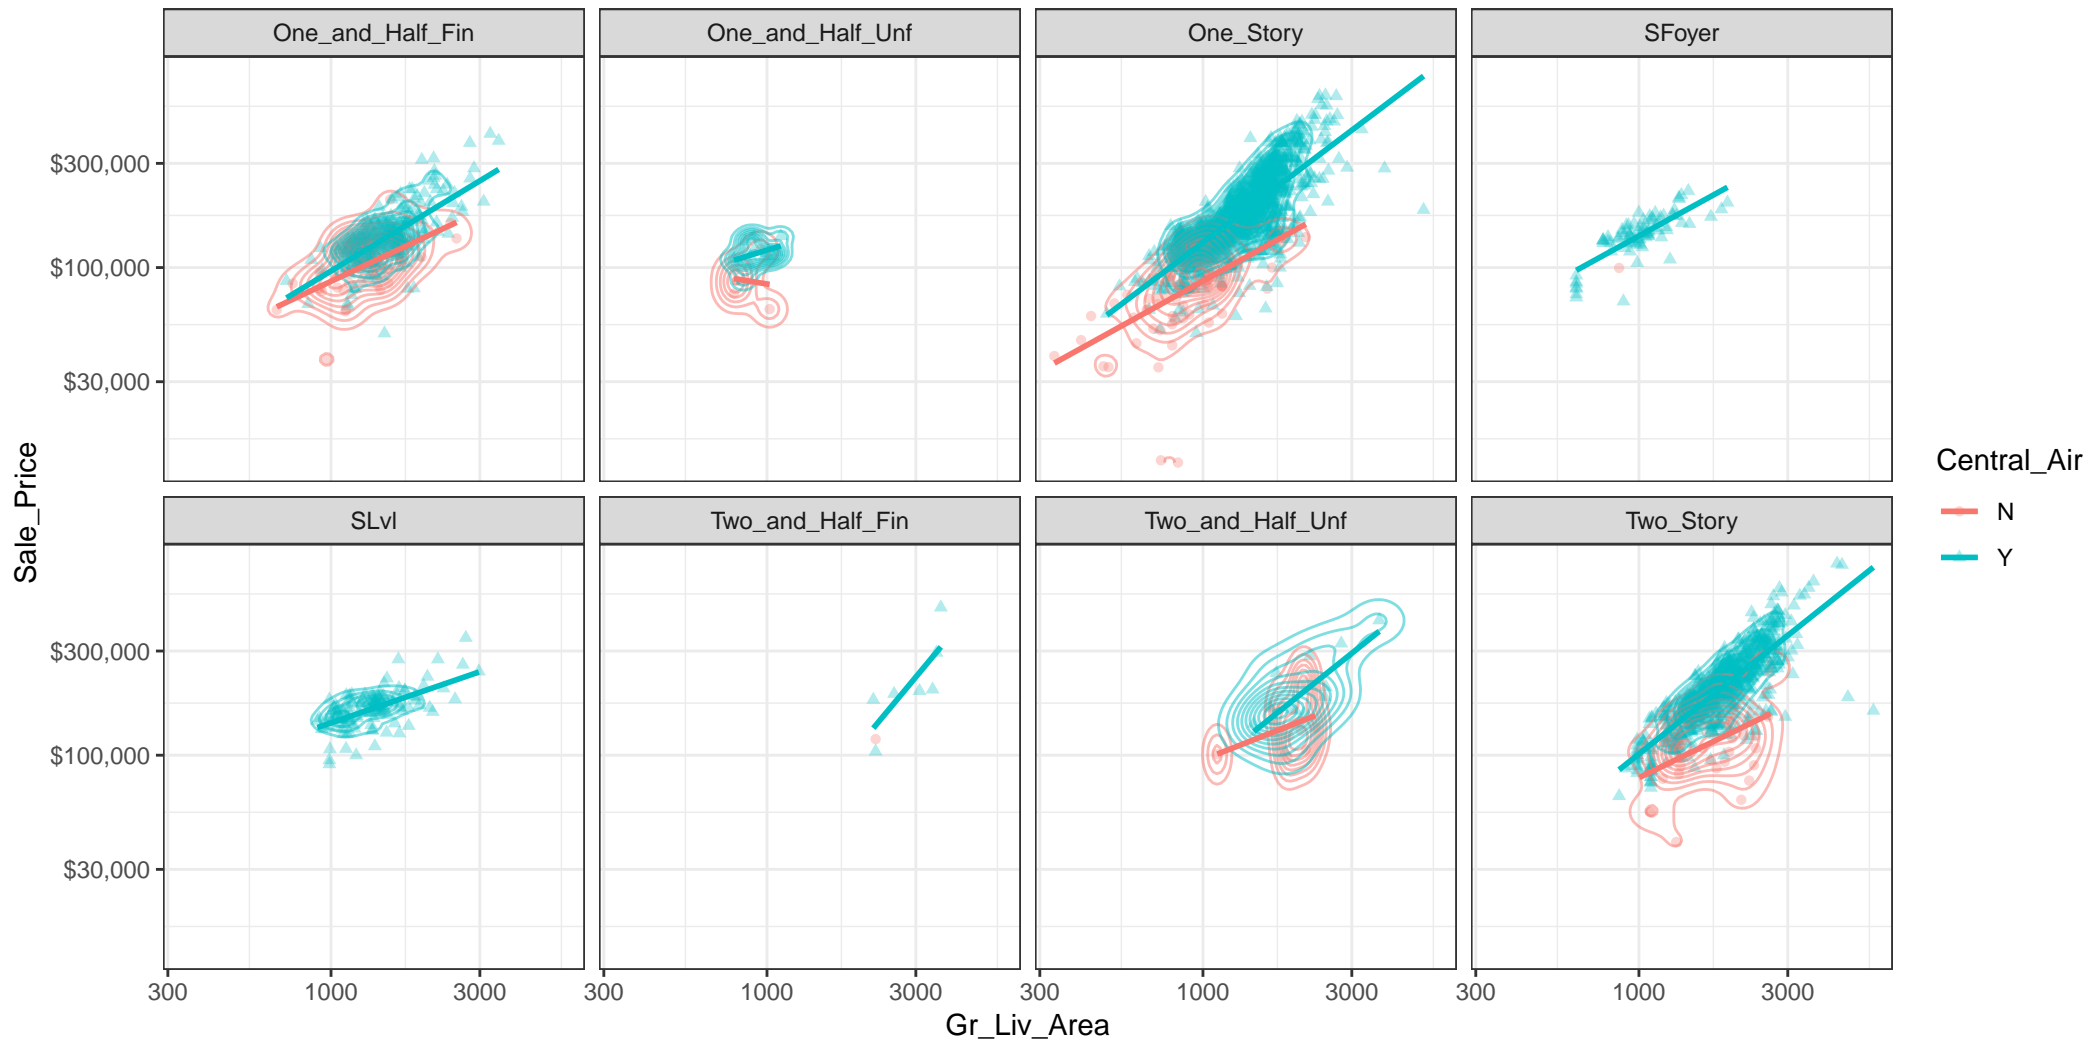 One_and_Half_Fin
One_and_Half_Unf
One_Story
SFoyer
$300,000
$100,000
$30,000
SLvl
Two_and_Half_Fin
Two_and_Half_Unf
Two_Story
$300,000
$100,000
$30,000
300 1000 3000
300 1000 3000
300 1000 3000
300 1000 3000
Gr_Liv_Area
Sale_Price
Central_Air
N
Y